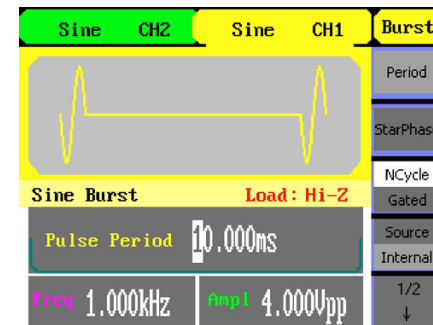 Sine CH2 Sine CH1 Burst
Period
StarPhas
NCycle
Gated
Source
Internal
1/2
↓
Sine Burst Load: Hi-Z
Pulse Period 10.000ms
Freq 1.000kHz Ampl 4.000Vpp